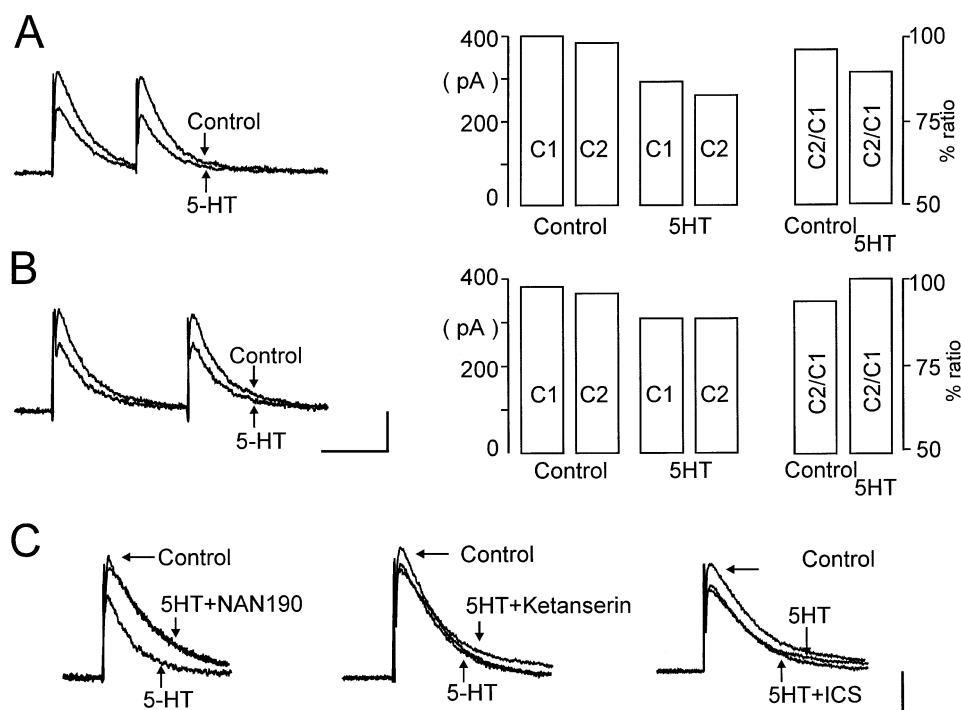 A
Control
5-HT
400
( pA )
200
0
C1
C2
C1
C2
Control
5HT
C2/C1
C2/C1
Control
5HT
100
75
50
% ratio
B
Control
5-HT
400
( pA )
200
0
C1
C2
C1
C2
Control
5HT
C2/C1
C2/C1
Control
5HT
100
75
50
% ratio
C
Control
5HT+NAN190
5-HT
Control
5HT+Ketanserin
5-HT
Control
5HT
5HT+ICS